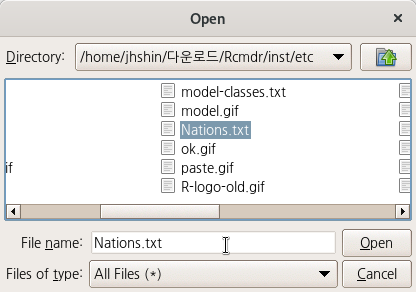 Open
Directory: /home/jhshin/다운로드/Rcmdr/inst/etc
model-classes.txt
model.gif
Nations.txt
ok.gif
if paste.gif
R-logo-old.gif
File name: Nations.txt Open
Files of type: All Files (*) Cancel